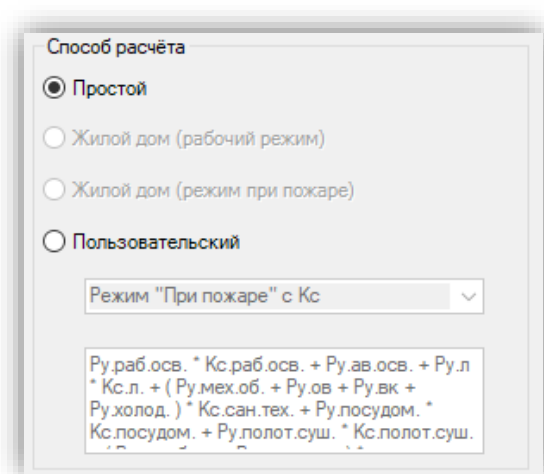 Способ расчёта
Простой
Жилой дом (рабочий режим)
Жилой дом (режим при пожаре)
Пользовательский
Режим "При пожаре" с Кс
Ру.раб.осв. * Кс.раб.осв. + Ру.ав.осв. + Ру.л
* Кс.л. + ( Ру.мех.об. + Ру.ов + Ру.вк +
Ру.холод. ) * Кс.сан.тех. + Ру.посудом. *
Кс.посудом. + Ру.полот.суш. * Кс.полот.суш.